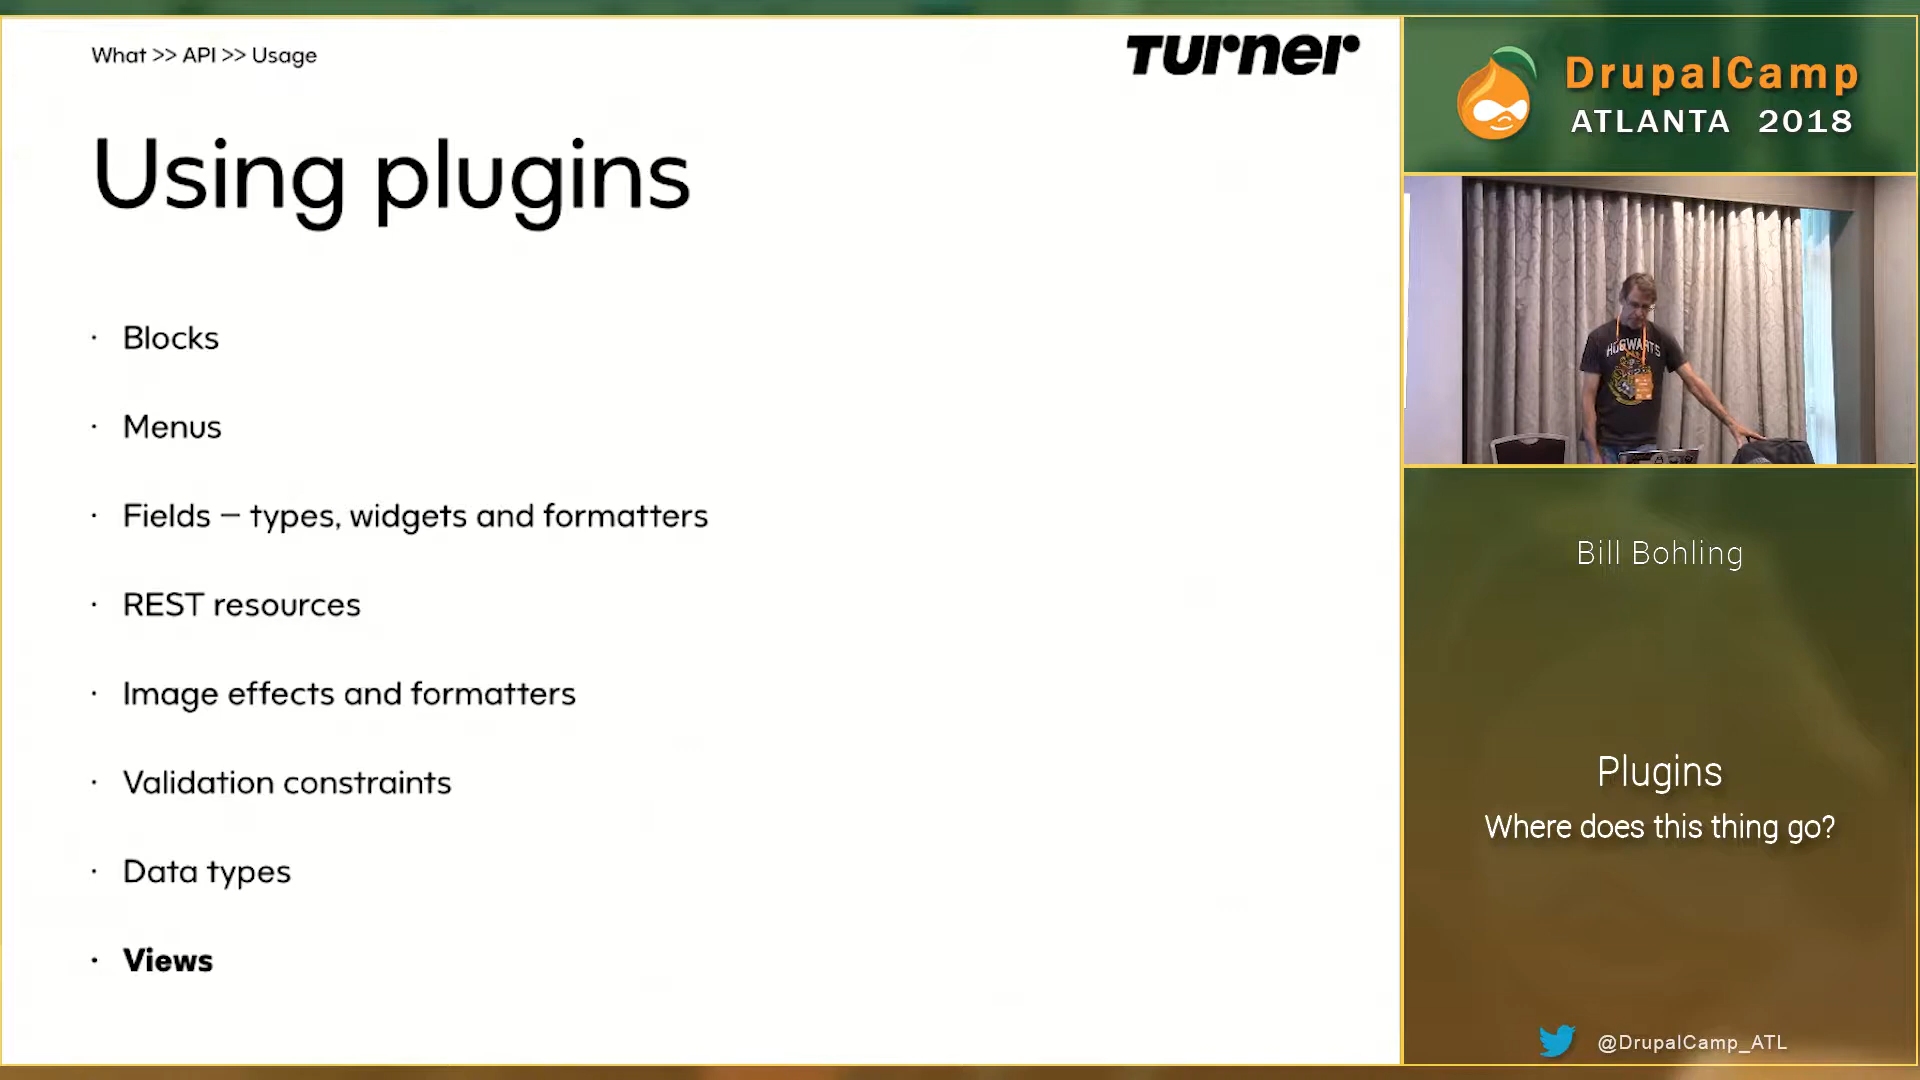 What >> API >> Usage
Turner
Using plugins
· Blocks
· Menus
· Fields – types, widgets and formatters
· REST resources
· Image effects and formatters
· Validation constraints
· Data types
· Views
DrupalCamp
ATLANTA 2018
HOGWARTS
Bill Bohling
Plugins
Where does this thing go?
@DrupalCamp_ATL